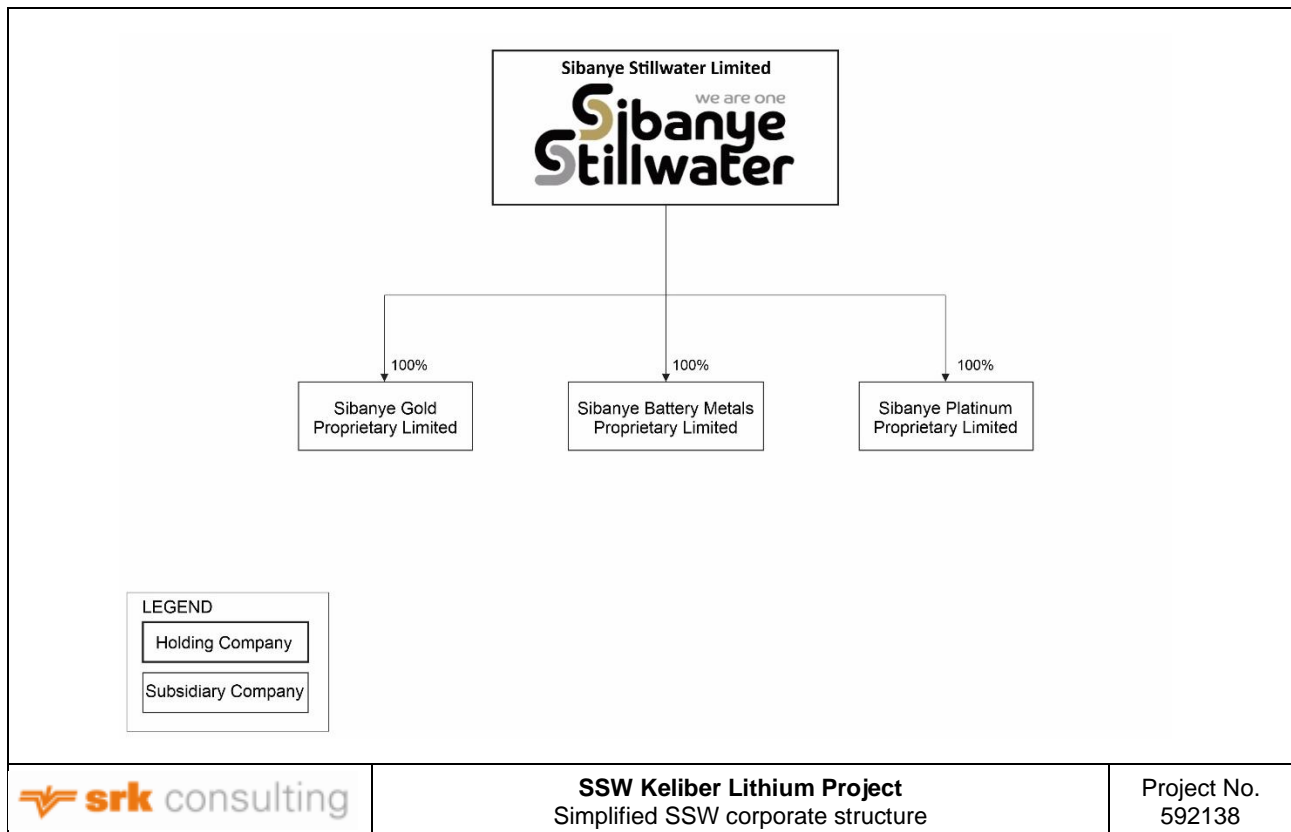 Sibanye Stillwater Limited
we are one
Sibanye
Stillwater
100%
100%
100%
Sibanye Gold
Proprietary Limited
Sibanye Battery Metals
Proprietary Limited
Sibanye Platinum
Proprietary Limited
LEGEND
Holding Company
Subsidiary Company
srk consulting
SSW Keliber Lithium Project
Simplified SSW corporate structure
Project No.
592138